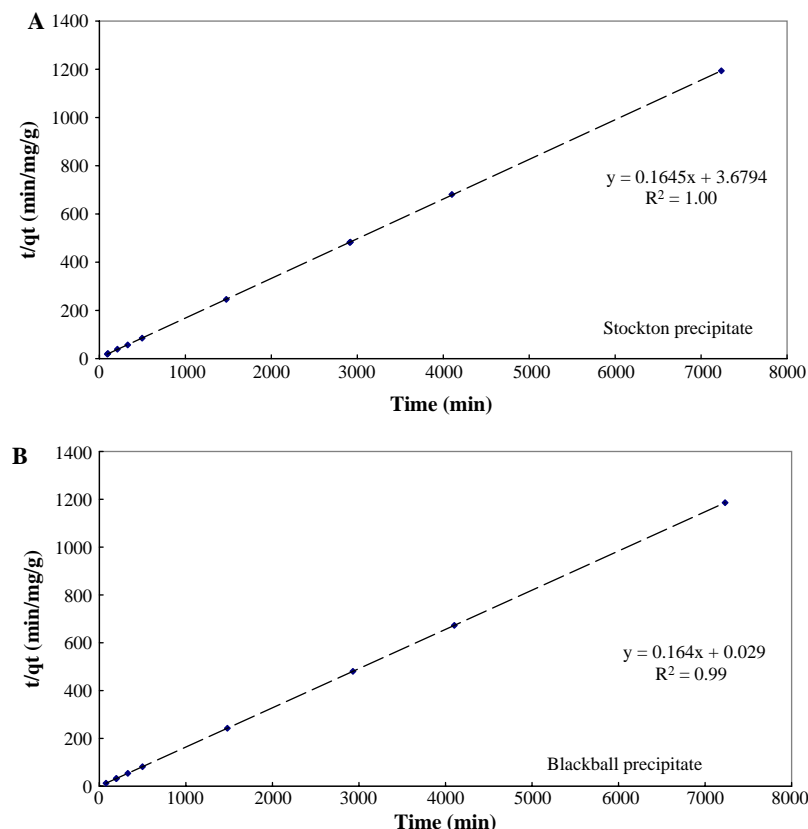 A
1400
1200
1000
800
600
400
200
0
t/qt (min/mg/g)
y = 0.1645x + 3.6794
R² = 1.00
Stockton precipitate
0 1000 2000 3000 4000 5000 6000 7000 8000
Time (min)
B
1400
1200
1000
800
600
400
200
0
t/qt (min/mg/g)
y = 0.164x + 0.029
R² = 0.99
Blackball precipitate
0 1000 2000 3000 4000 5000 6000 7000 8000
Time (min)